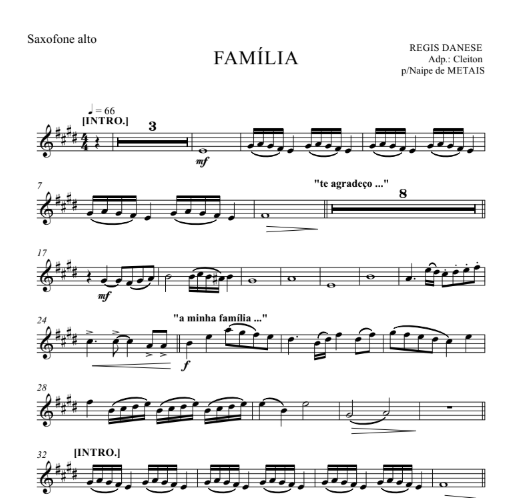 Saxofone alto
FAMÍLIA
REGIS DANESE
Adp.: Cleiton
p/Naipe de METAIS
♩ = 66
[INTRO.]
3
mf
7
"te agradeço ..."
8
17
mf
24
"a minha família ..."
f
28
32
[INTRO.]